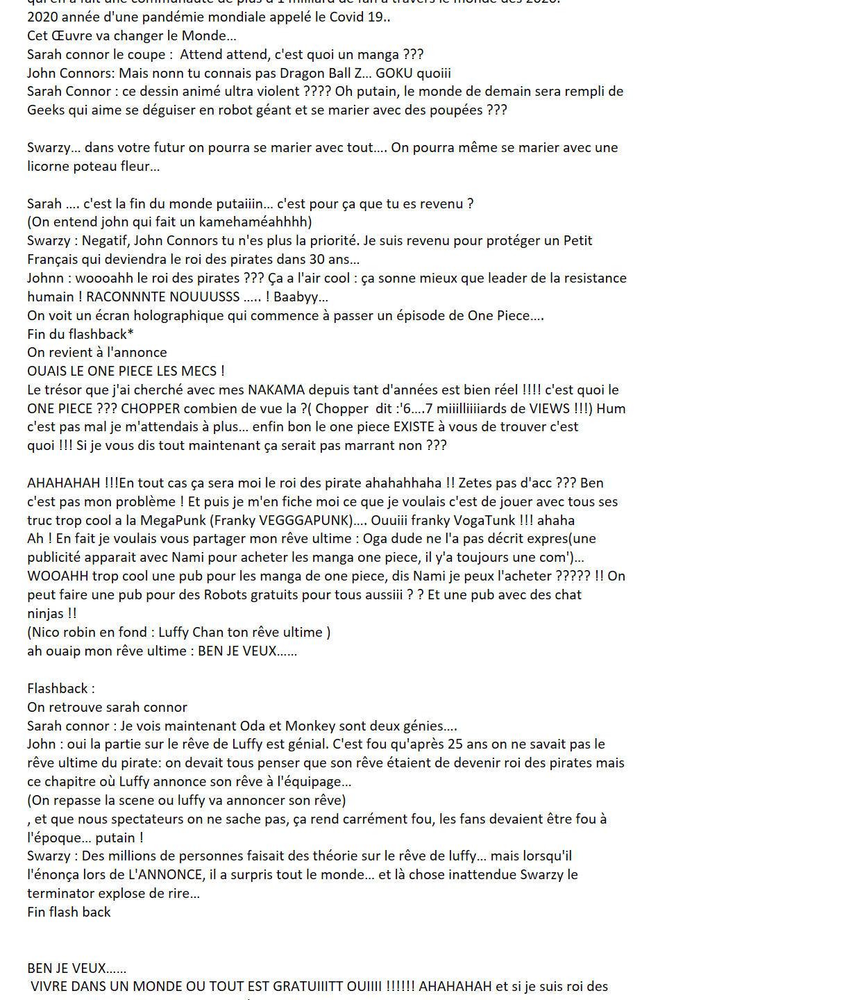 qui en a fait une communauté de plus d'1 milliard de fan à travers le monde dès 2020.
2020 année d'une pandémie mondiale appelé le Covid 19..
Cet Œuvre va changer le Monde...
Sarah connor le coupe :  Attend attend, c'est quoi un manga ???
John Connors: Mais nonn tu connais pas Dragon Ball Z... GOKU quoiii
Sarah Connor : ce dessin animé ultra violent ???? Oh putain, le monde de demain sera rempli de
Geeks qui aime se déguiser en robot géant et se marier avec des poupées ???
Swarzy... dans votre futur on pourra se marier avec tout.... On pourra même se marier avec une
licorne poteau fleur...
Sarah .... c'est la fin du monde putaiiin... c'est pour ça que tu es revenu ?
(On entend john qui fait un kamehaméahhhh)
Swarzy : Negatif, John Connors tu n'es plus la priorité. Je suis revenu pour protéger un Petit
Français qui deviendra le roi des pirates dans 30 ans...
Johnn : woooahh le roi des pirates ??? Ça a l'air cool : ça sonne mieux que leader de la resistance
humain ! RACONNNTE NOUUUSSS ..... ! Baabyy...
On voit un écran holographique qui commence à passer un épisode de One Piece....
Fin du flashback*
On revient à l'annonce
OUAIS LE ONE PIECE LES MECS !
Le trésor que j'ai cherché avec mes NAKAMA depuis tant d'années est bien réel !!!! c'est quoi le
ONE PIECE ??? CHOPPER combien de vue la ?( Chopper  dit :'6....7 miiilliiiiards de VIEWS !!!) Hum
c'est pas mal je m'attendais à plus... enfin bon le one piece EXISTE à vous de trouver c'est
quoi !!! Si je vous dis tout maintenant ça serait pas marrant non ???
AHAHAHAH !!!En tout cas ça sera moi le roi des pirate ahahahhaha !! Zetes pas d'acc ??? Ben
c'est pas mon problème ! Et puis je m'en fiche moi ce que je voulais c'est de jouer avec tous ses
truc trop cool a la MegaPunk (Franky VEGGGAPUNK).... Ouuiii franky VogaTunk !!! ahaha
Ah ! En fait je voulais vous partager mon rêve ultime : Oga dude ne l'a pas décrit expres(une
publicité apparait avec Nami pour acheter les manga one piece, il y'a toujours une com')...
WOOAHH trop cool une pub pour les manga de one piece, dis Nami je peux l'acheter ????? !! On
peut faire une pub pour des Robots gratuits pour tous aussiii ? ? Et une pub avec des chat
ninjas !!
(Nico robin en fond : Luffy Chan ton rêve ultime )
ah ouaip mon rêve ultime : BEN JE VEUX......
Flashback :
On retrouve sarah connor
Sarah connor : Je vois maintenant Oda et Monkey sont deux génies....
John : oui la partie sur le rêve de Luffy est génial. C'est fou qu'après 25 ans on ne savait pas le
rêve ultime du pirate: on devait tous penser que son rêve étaient de devenir roi des pirates mais
ce chapitre où Luffy annonce son rêve à l'équipage...
(On repasse la scene ou luffy va annoncer son rêve)
, et que nous spectateurs on ne sache pas, ça rend carrément fou, les fans devaient être fou à
l'époque... putain !
Swarzy : Des millions de personnes faisait des théorie sur le rêve de luffy... mais lorsqu'il
l'énonça lors de L'ANNONCE, il a surpris tout le monde... et là chose inattendue Swarzy le
terminator explose de rire...
Fin flash back
BEN JE VEUX......
VIVRE DANS UN MONDE OU TOUT EST GRATUIIITT OUIIII !!!!!! AHAHAHAH et si je suis roi des